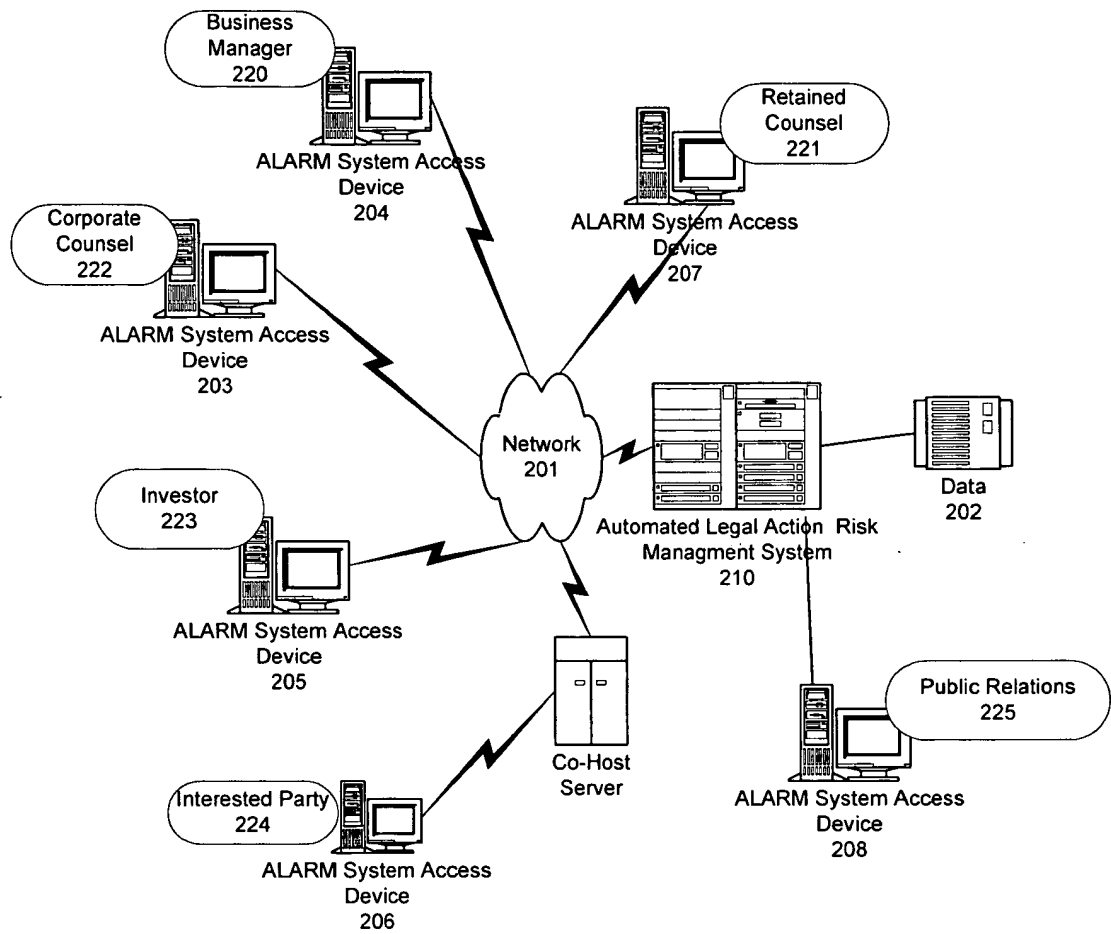 Business
Manager
220
ALARM System Access
Device
204
Retained
Counsel
221
ALARM System Access
Device
207
Corporate
Counsel
222
ALARM System Access
Device
203
Network
201
Automated Legal Action Risk
Managment System
210
Data
202
Investor
223
ALARM System Access
Device
205
Co-Host
Server
Public Relations
225
ALARM System Access
Device
208
Interested Party
224
ALARM System Access
Device
206